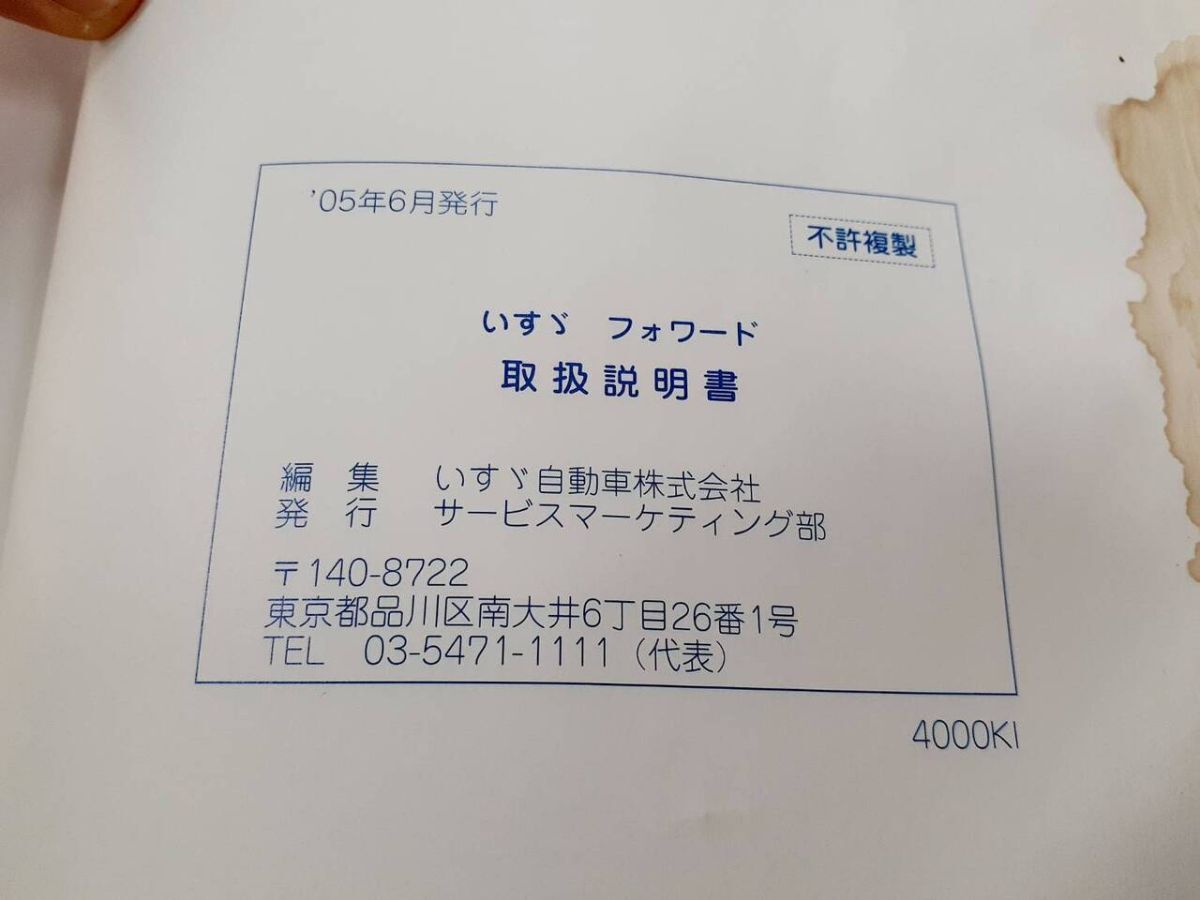 '05年6月発行
不許複製
いすゞ フォワード
取扱説明書
編 集 いすゞ自動車株式会社
発 行 サービスマーケティング部
〒140-8722
東京都品川区南大井6丁目26番1号
TEL 03-5471-1111（代表）
4000KI